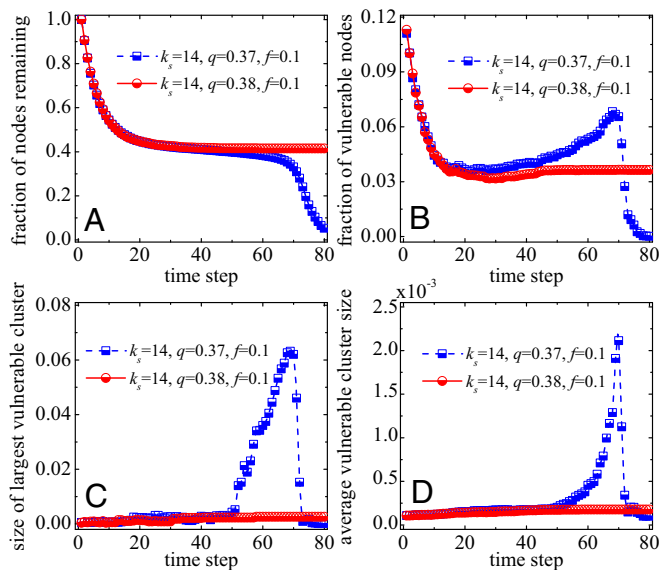 fraction of nodes remaining
1.0
0.8
0.6
0.4
0.2
0.0
k_s=14, q=0.37, f=0.1
k_s=14, q=0.38, f=0.1
A
0 20 40 60 80
time step
fraction of vulnerable nodes
0.12
0.09
0.06
0.03
0.00
k_s=14, q=0.37, f=0.1
k_s=14, q=0.38, f=0.1
B
0 20 40 60 80
time step
size of largest vulnerable cluster
0.08
0.06
0.04
0.02
0.00
k_s=14, q=0.37, f=0.1
k_s=14, q=0.38, f=0.1
C
0 20 40 60 80
time step
average vulnerable cluster size
x10^-3
2.5
2.0
1.5
1.0
5.0
0.0
k_s=14, q=0.37, f=0.1
k_s=14, q=0.38, f=0.1
D
0 20 40 60 80
time step